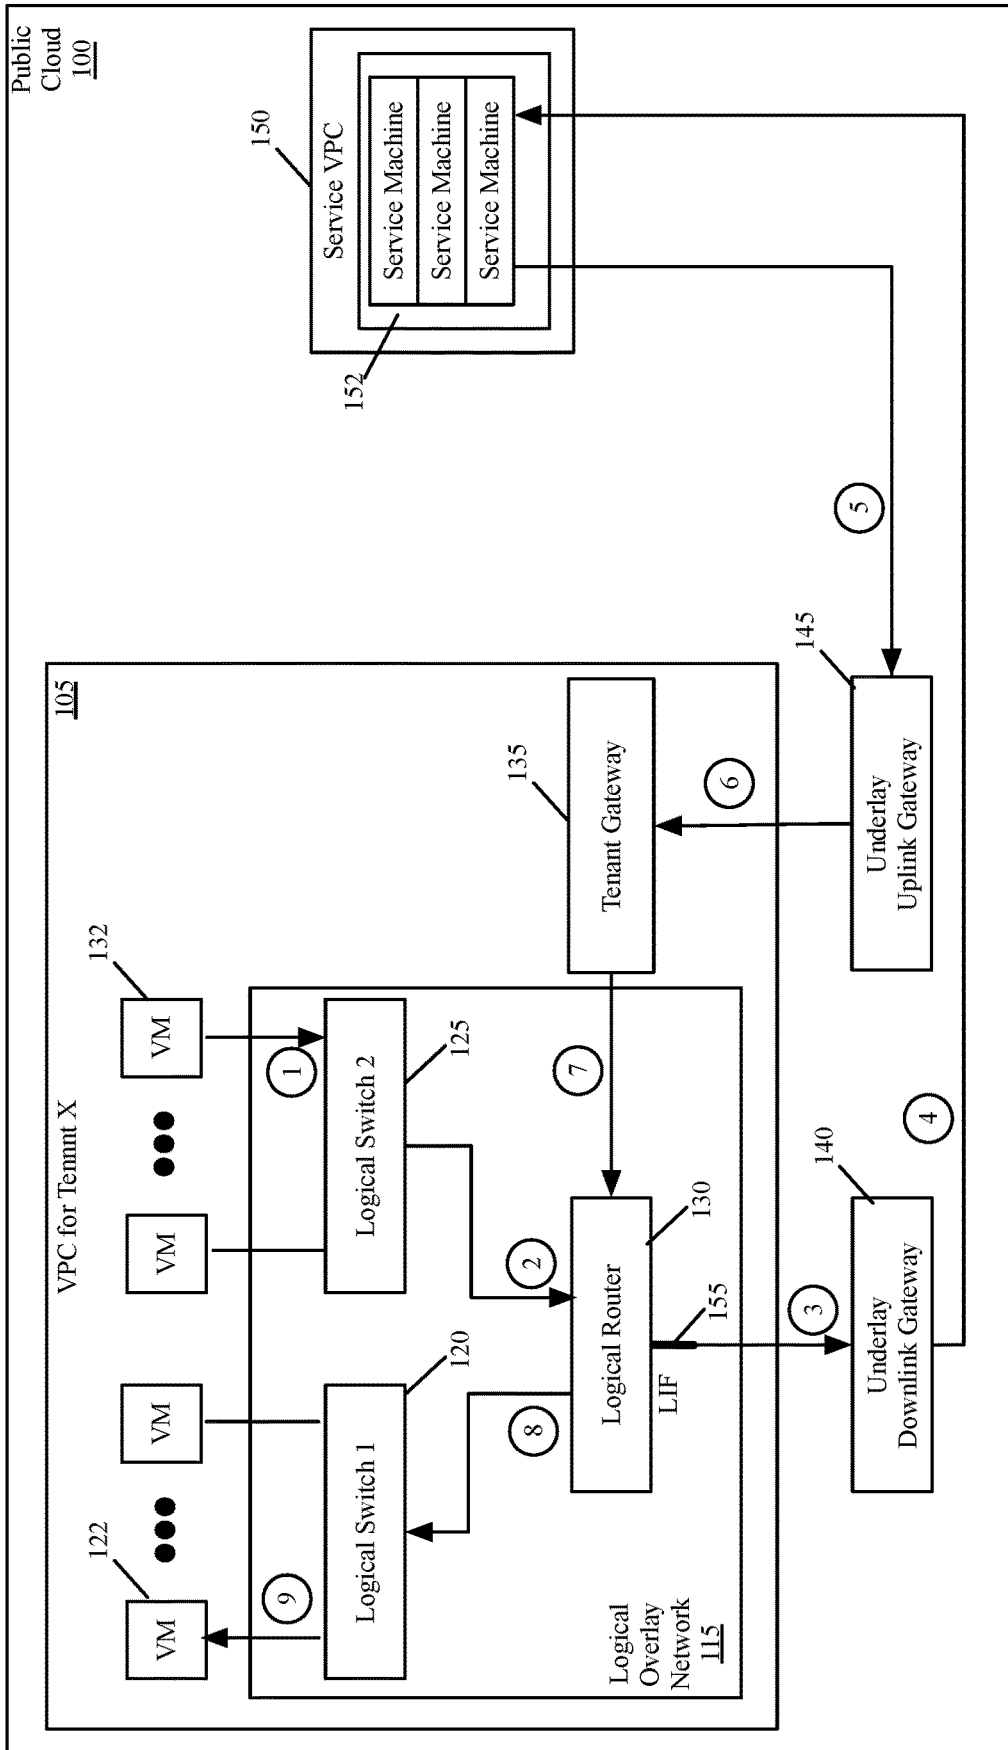 Public
Cloud
100
VPC for Tennnt X
105
122
132
VM
VM
VM
VM
9
1
Logical Switch 1
120
Logical Switch 2
125
8
2
7
Logical Router
130
LIF
155
Logical
Overlay
Network
115
Tenant Gateway
135
3
6
Underlay
Downlink Gateway
140
Underlay
Uplink Gateway
145
4
5
150
Service VPC
Service Machine
Service Machine
Service Machine
152